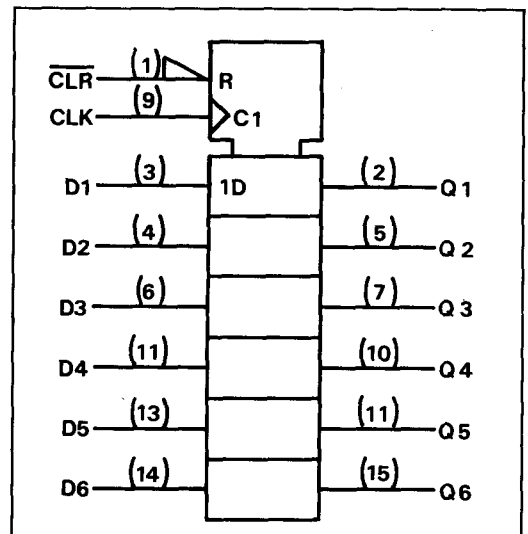 CLR (1) R
CLK (9) C1
D1 (3) 1D (2) Q1
D2 (4) (5) Q2
D3 (6) (7) Q3
D4 (11) (10) Q4
D5 (13) (11) Q5
D6 (14) (15) Q6